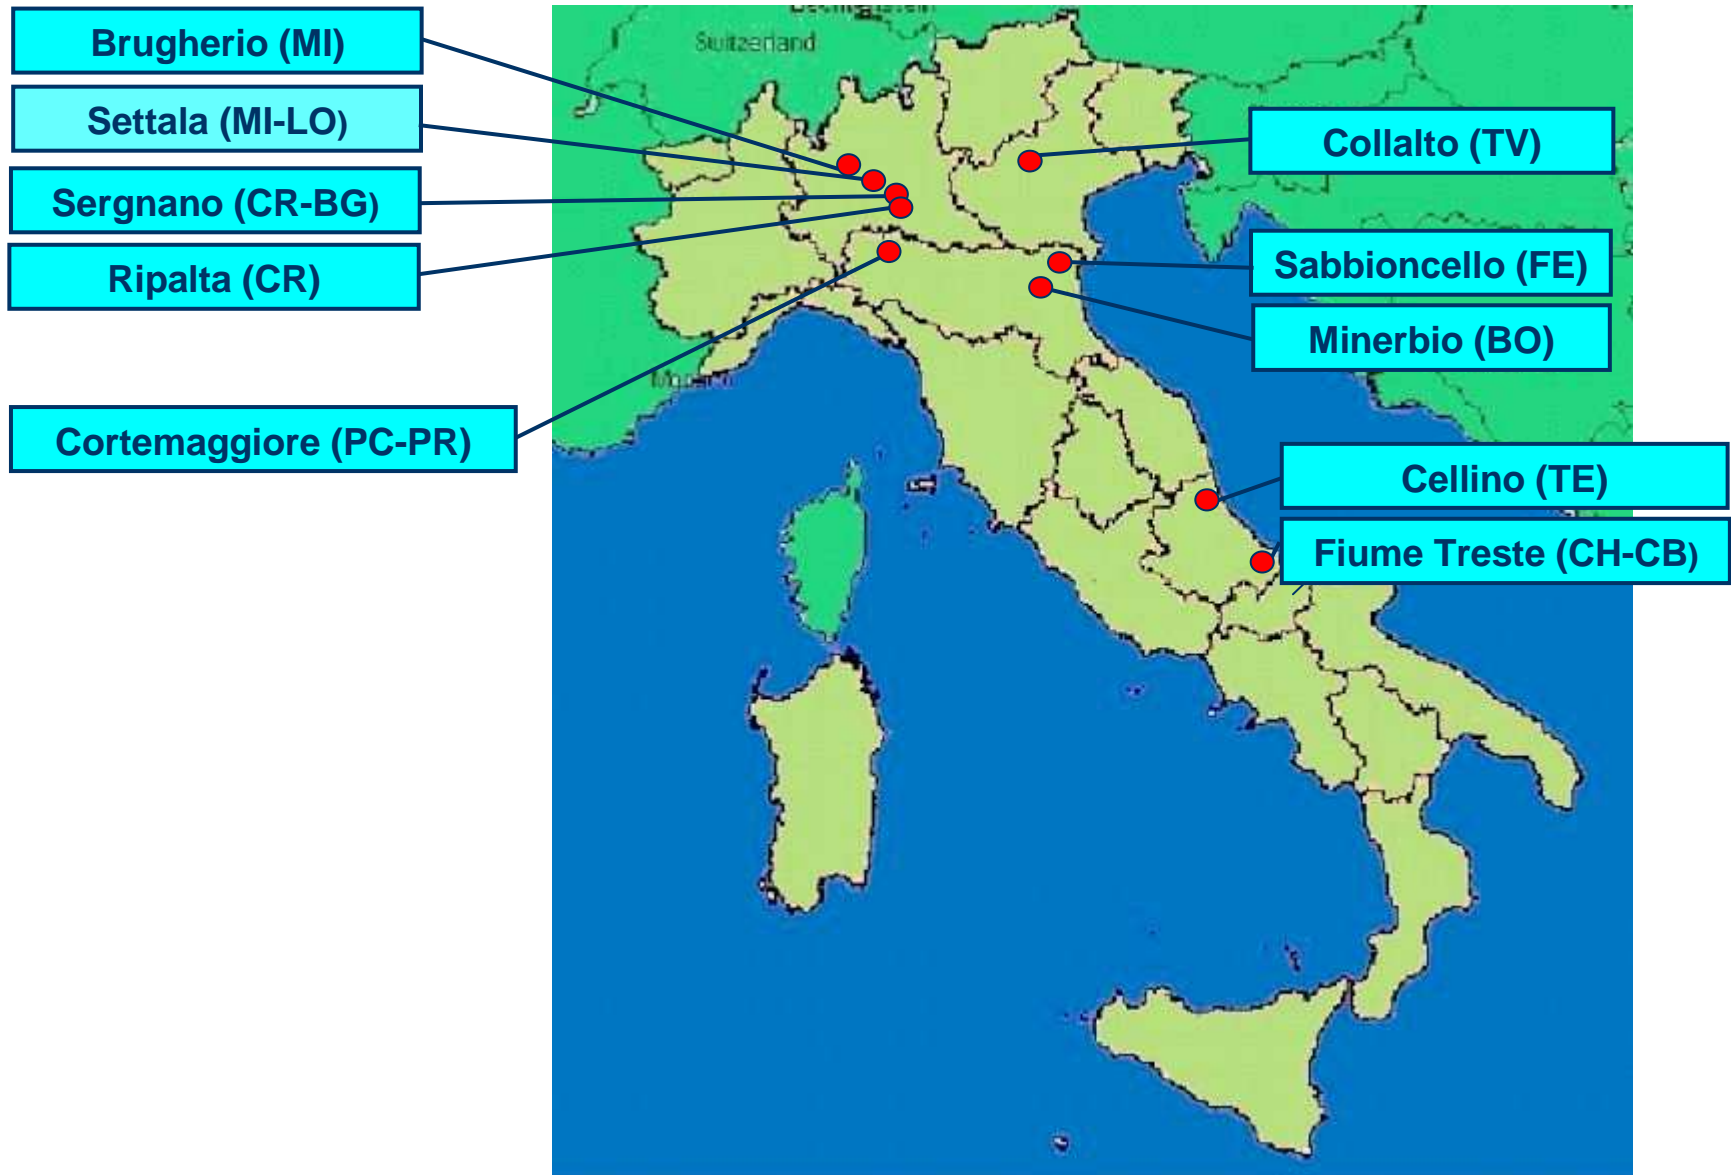 Brugherio (MI)
Settala (MI-LO)
Sergnano (CR-BG)
Ripalta (CR)
Cortemaggiore (PC-PR)
Switzerland
Collalto (TV)
Sabbioncello (FE)
Minerbio (BO)
Cellino (TE)
Fiume Treste (CH-CB)